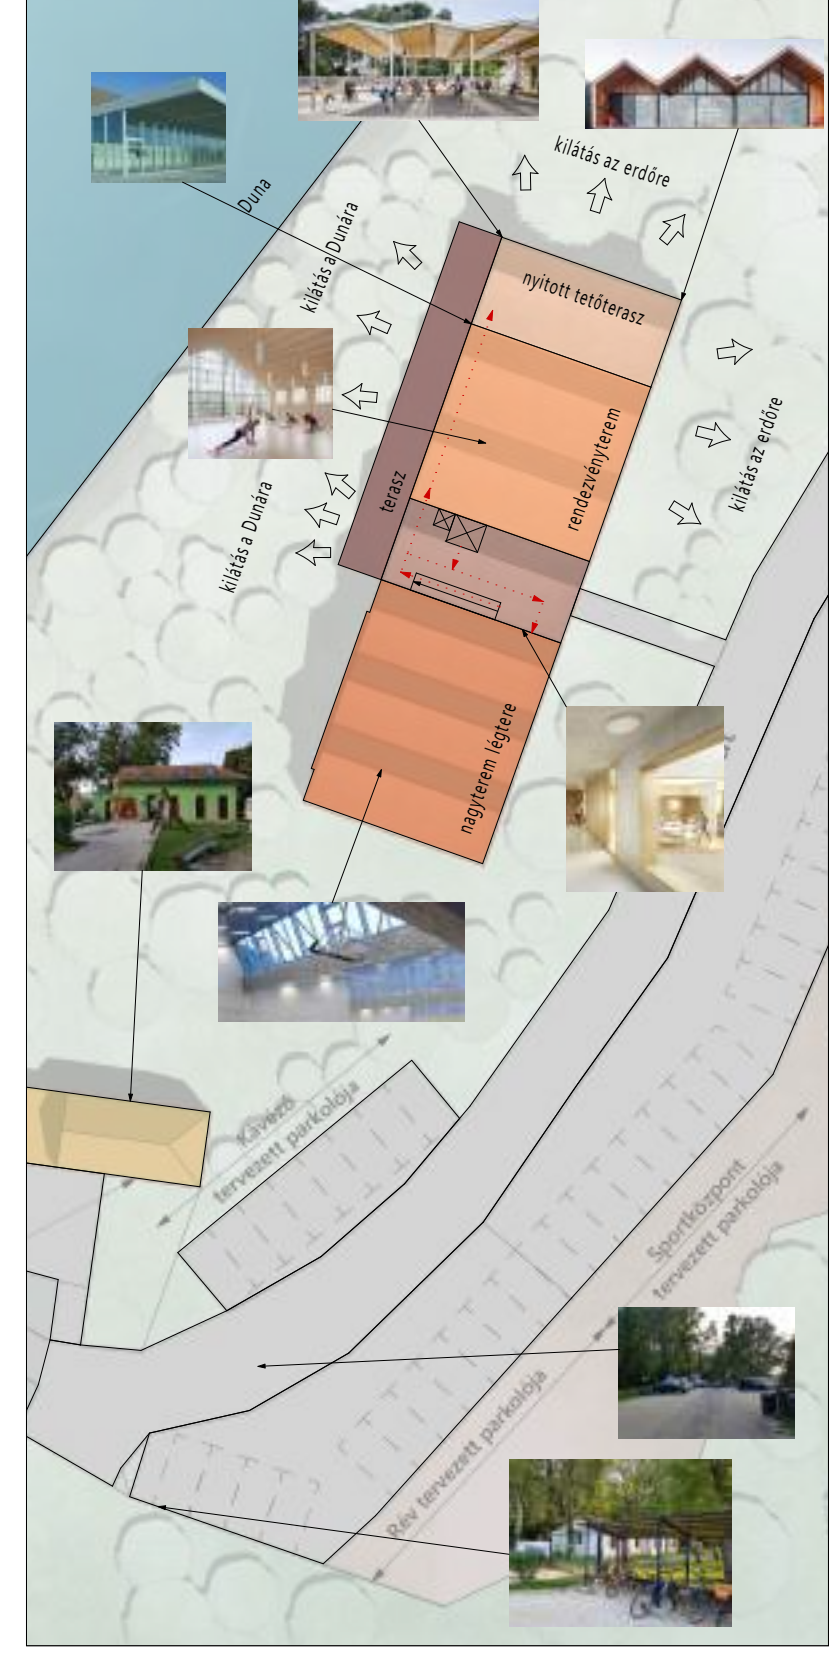 kilátás az erdőre
Duna
kilátás a Dunára
nyitott tetőterasz
rendezvényterem
kilátás az erdőre
terasz
kilátás a Dunára
nagyterem légtere
Kávézó
tervezett parkolója
Sportközpont
tervezett parkolója
Rév tervezett parkolója